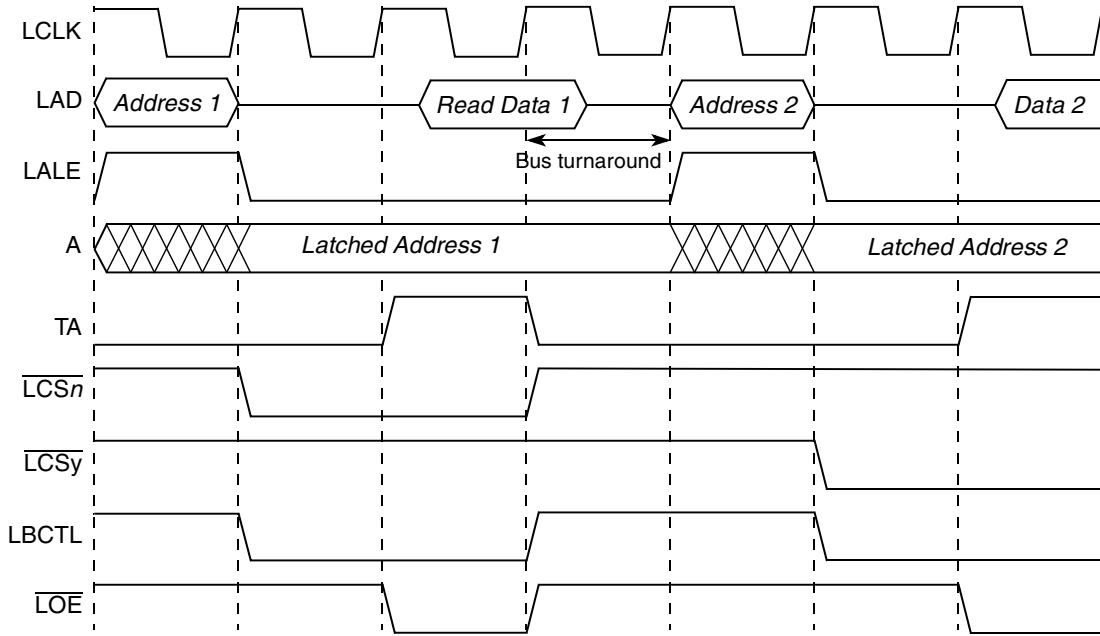 LCLK
LAD Address 1 Read Data 1 Address 2 Data 2
Bus turnaround
LALE
A Latched Address 1 Latched Address 2
TA
LCSn
LCSy
LBCTL
LOE